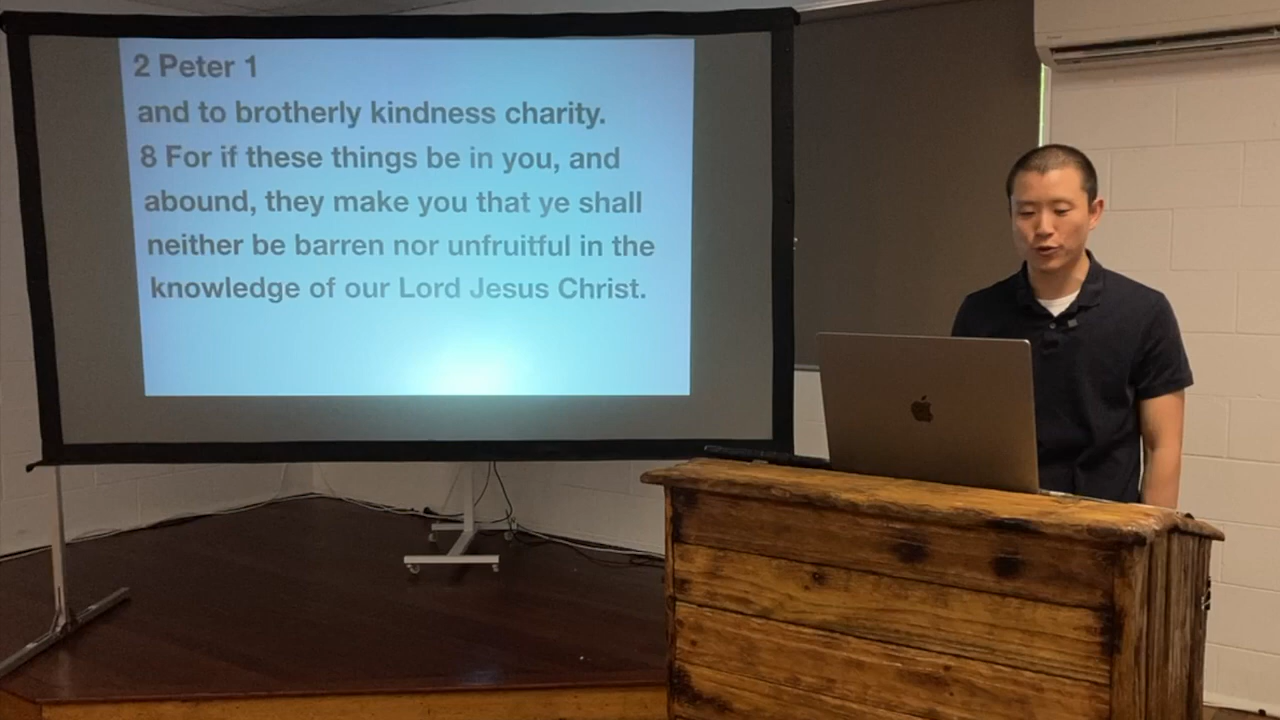 2 Peter 1
and to brotherly kindness charity.
8 For if these things be in you, and
abound, they make you that ye shall
neither be barren nor unfruitful in the
knowledge of our Lord Jesus Christ.